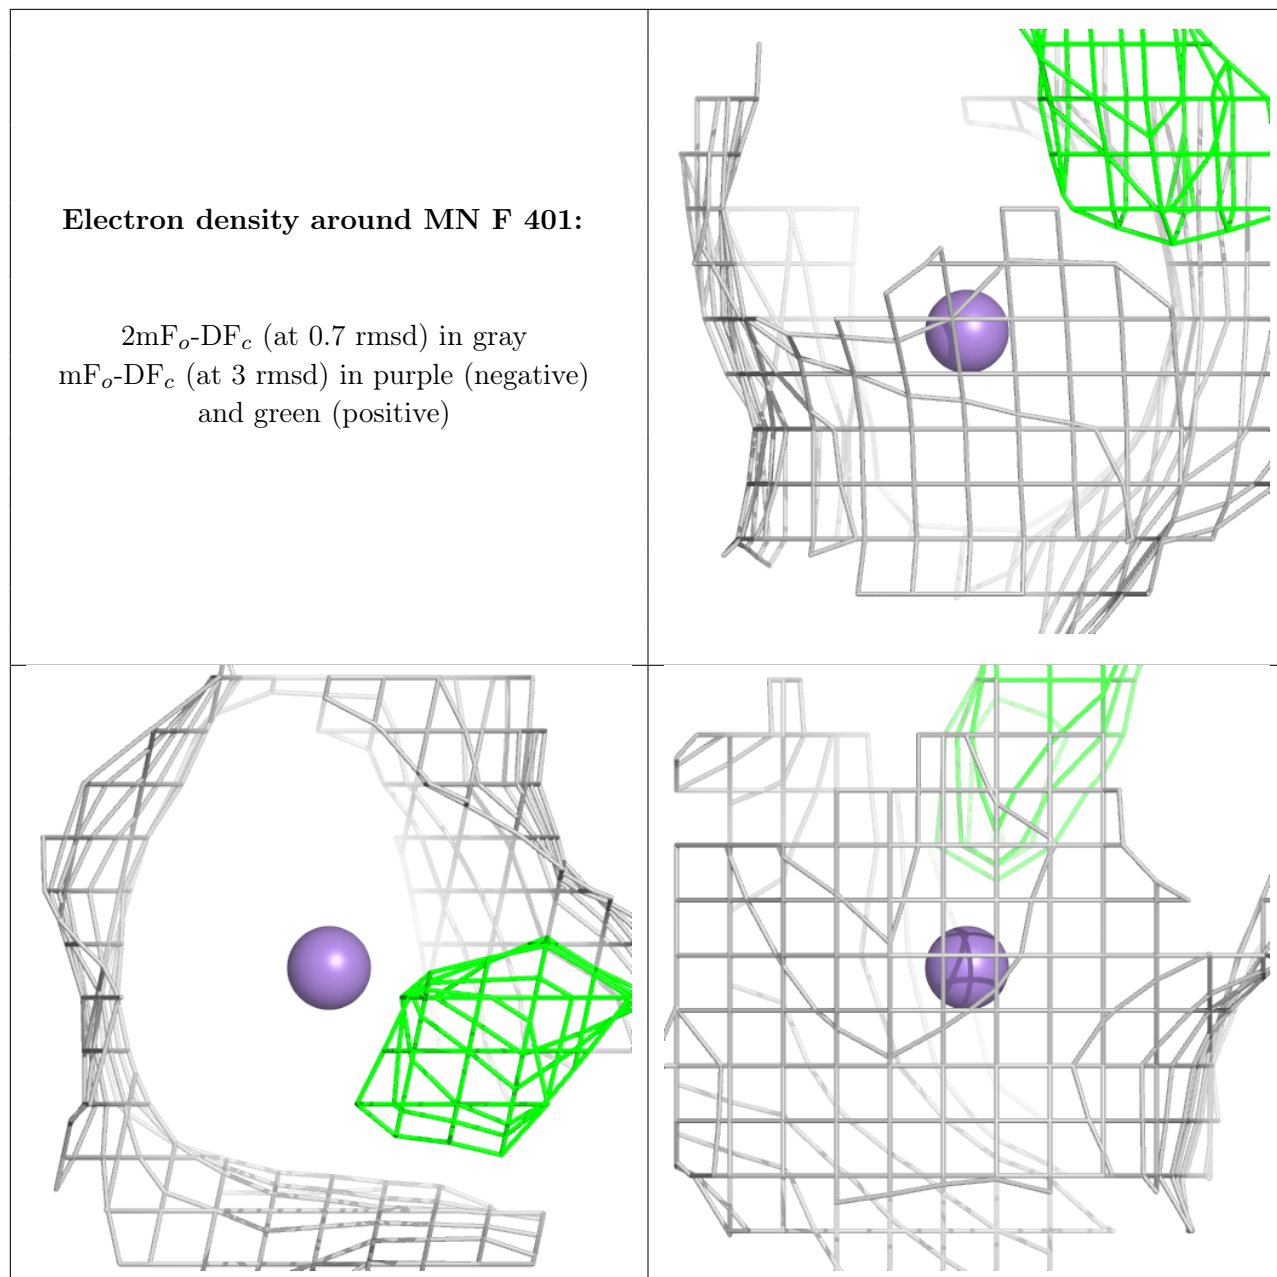 Electron density around MN F 401:
2mFo-DFc (at 0.7 rmsd) in gray
mFo-DFc (at 3 rmsd) in purple (negative)
and green (positive)